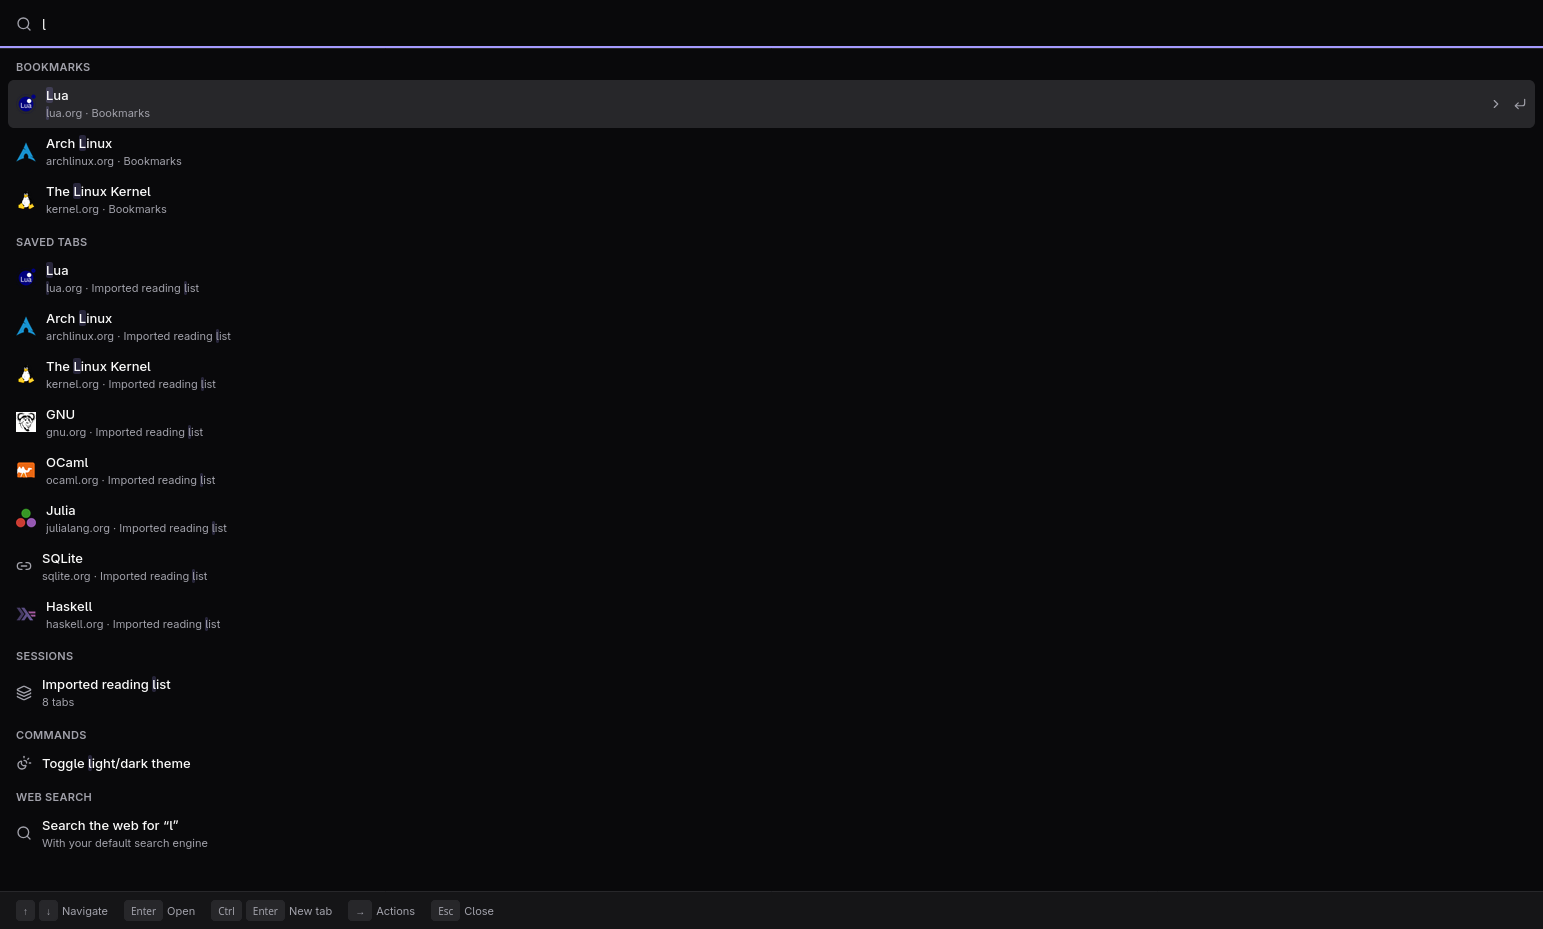 l
BOOKMARKS
Lua
lua.org · Bookmarks
Arch Linux
archlinux.org · Bookmarks
The Linux Kernel
kernel.org · Bookmarks
SAVED TABS
Lua
lua.org · Imported reading list
Arch Linux
archlinux.org · Imported reading list
The Linux Kernel
kernel.org · Imported reading list
GNU
gnu.org · Imported reading list
OCaml
ocaml.org · Imported reading list
Julia
julialang.org · Imported reading list
SQLite
sqlite.org · Imported reading list
Haskell
haskell.org · Imported reading list
SESSIONS
Imported reading list
8 tabs
COMMANDS
Toggle light/dark theme
WEB SEARCH
Search the web for “l”
With your default search engine
↑ ↓ Navigate Enter Open Ctrl Enter New tab → Actions Esc Close